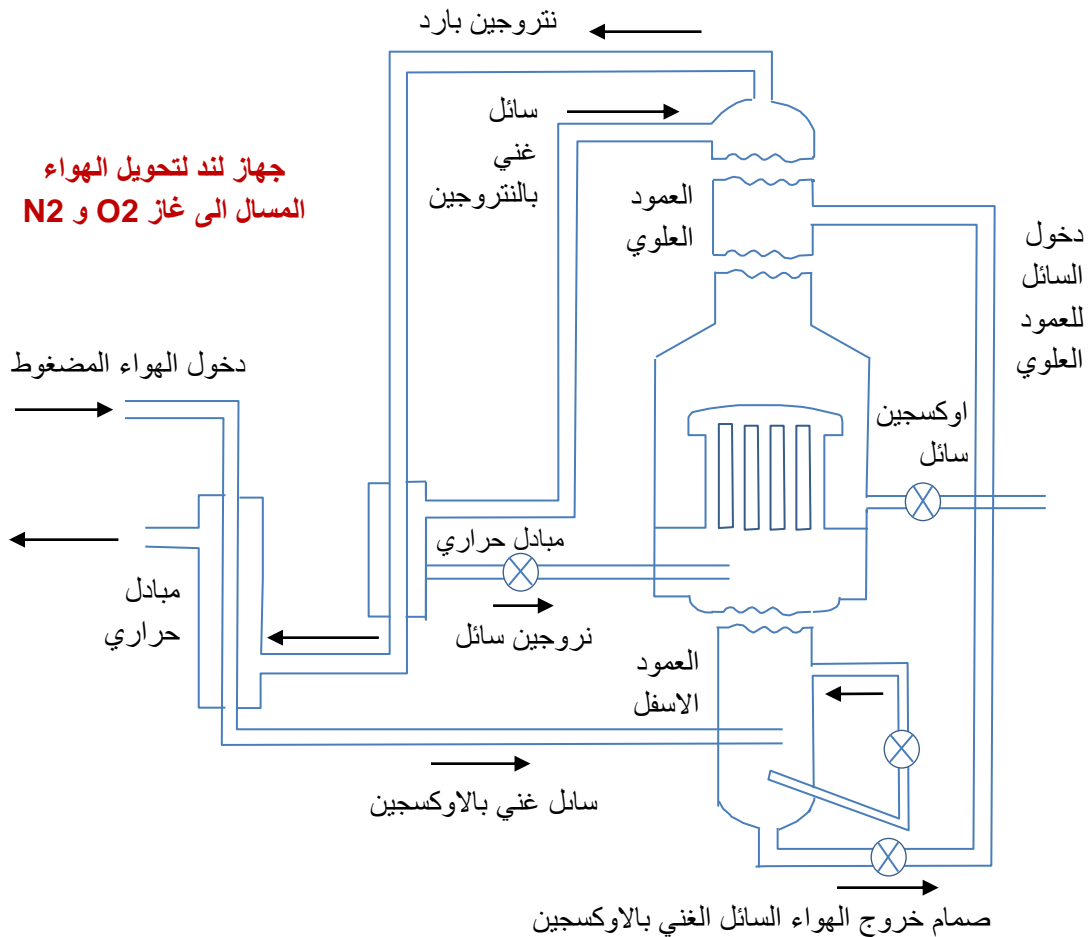 نتروجين بارد
سائل
غني
بالنتروجين
جهاز لند لتحويل الهواء
المسال الى غاز O2 و N2
العمود
العلوي
دخول
السائل
للعمود
العلوي
دخول الهواء المضغوط
اوكسجين
سائل
مبادل حراري
مبادل
حراري
نروجين سائل
العمود
الاسفل
سائل غني بالاوكسجين
صمام خروج الهواء السائل الغني بالاوكسجين